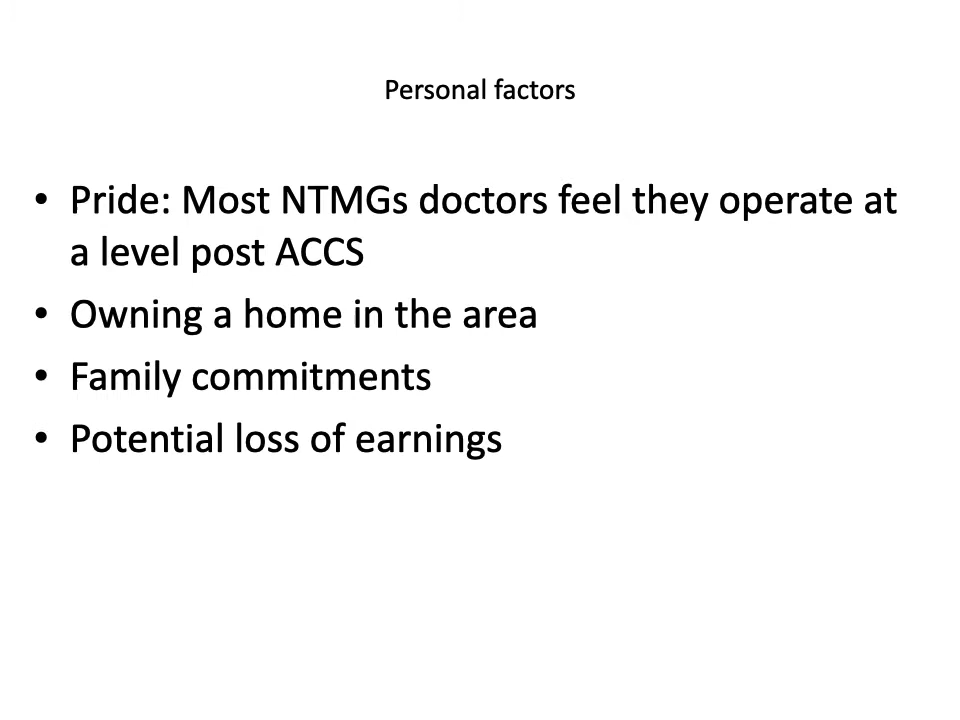 Personal factors
• Pride: Most NTMGs doctors feel they operate at
a level post ACCS
• Owning a home in the area
• Family commitments
• Potential loss of earnings